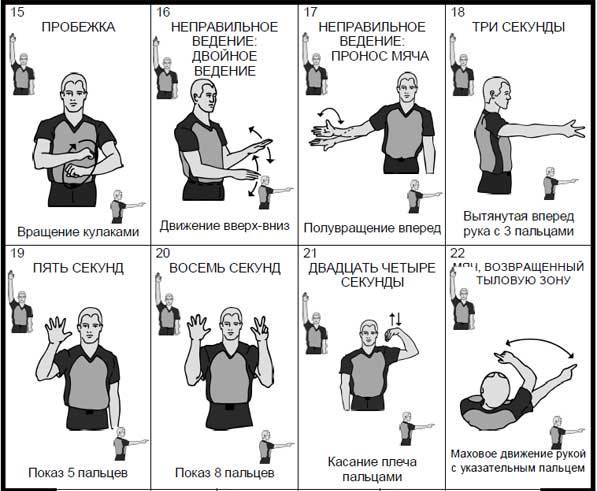 15
ПРОБЕЖКА
Вращение кулаками
16
НЕПРАВИЛЬНОЕ
ВЕДЕНИЕ:
ДВОЙНОЕ
ВЕДЕНИЕ
Движение вверх-вниз
17
НЕПРАВИЛЬНОЕ
ВЕДЕНИЕ:
ПРОНОС МЯЧА
Полувращение вперед
18
ТРИ СЕКУНДЫ
Вытянутая вперед
рука с 3 пальцами
19
ПЯТЬ СЕКУНД
Показ 5 пальцев
20
ВОСЕМЬ СЕКУНД
Показ 8 пальцев
21
ДВАДЦАТЬ ЧЕТЫРЕ
СЕКУНДЫ
Касание плеча
пальцами
22
МЯЧ, ВОЗВРАЩЕННЫЙ
ТЫЛОВУЮ ЗОНУ
Маховое движение рукой
с указательным пальцем